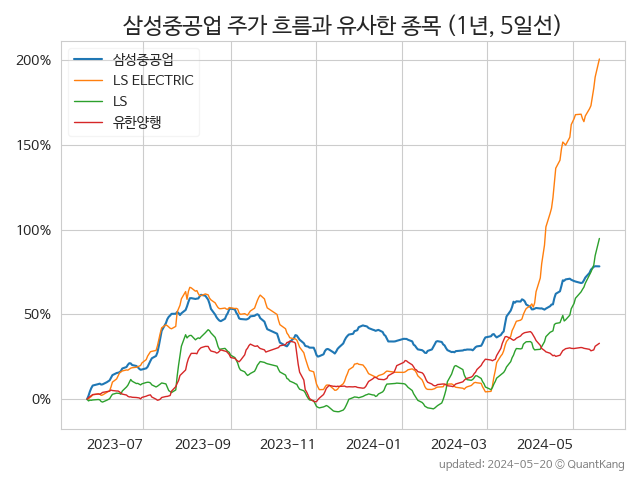 삼성중공업 주가 흐름과 유사한 종목 (1년, 5일선)
삼성중공업
LS ELECTRIC
LS
유한양행
200%
150%
100%
50%
0%
2023-07 2023-09 2023-11 2024-01 2024-03 2024-05
updated: 2024-05-20 © QuantKang